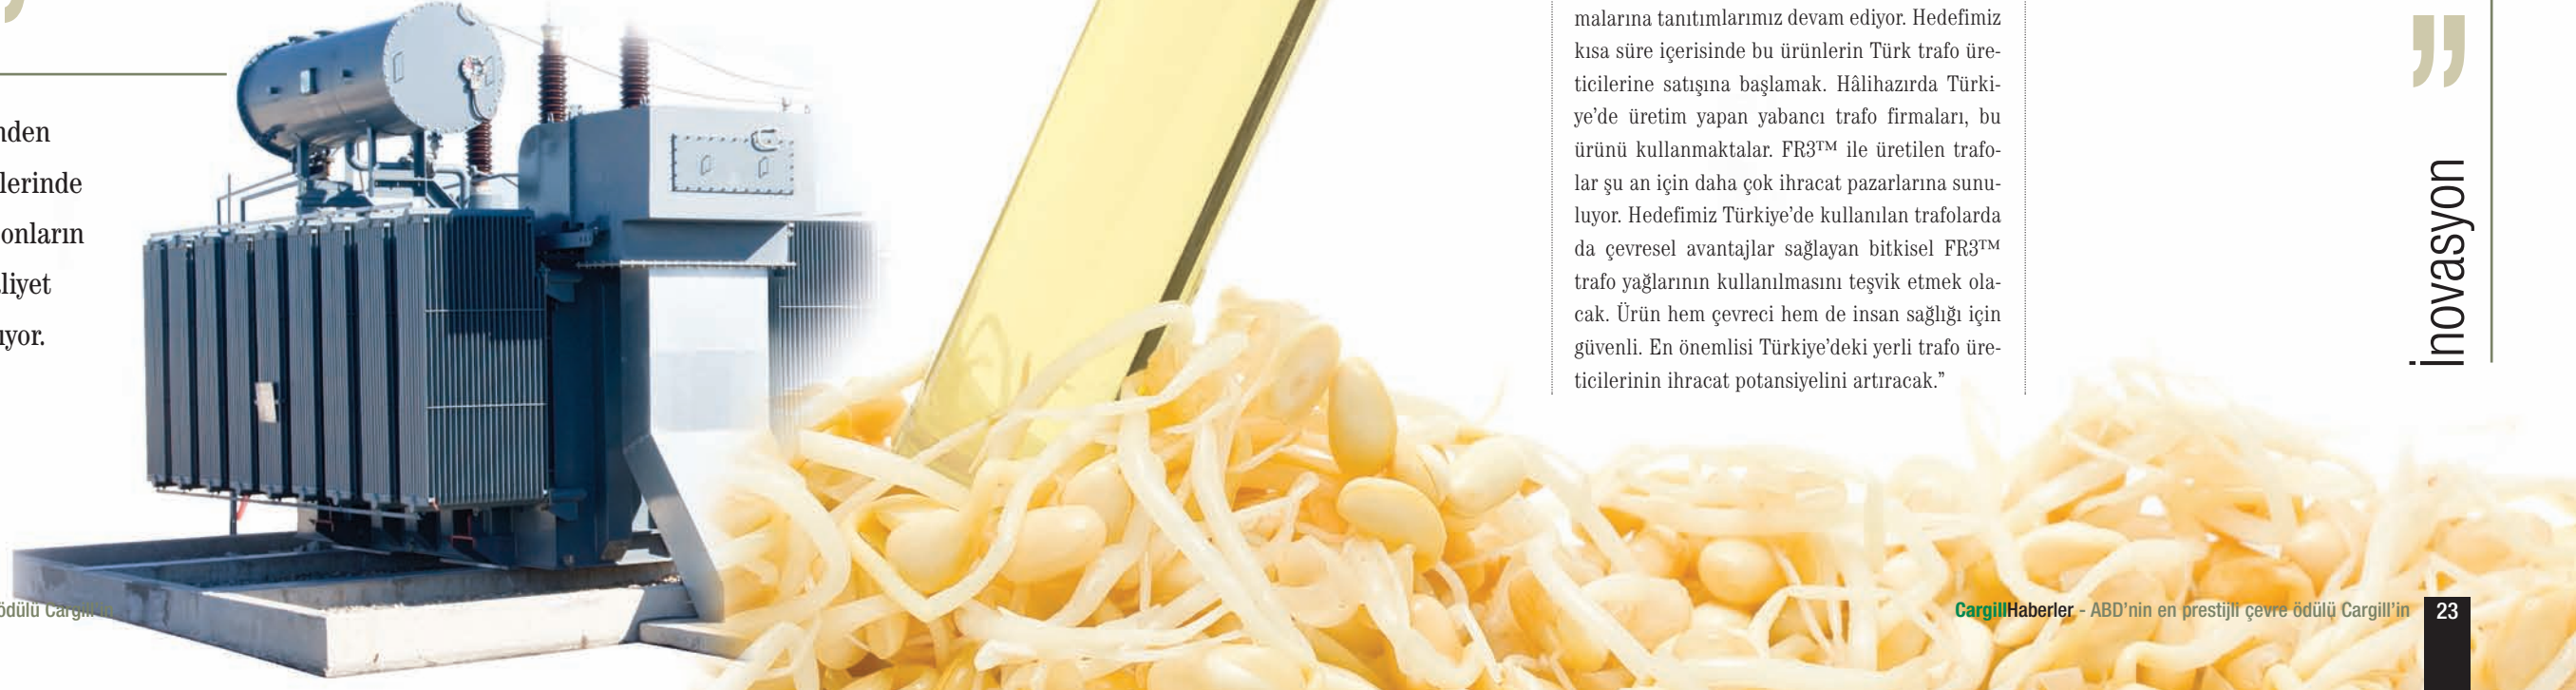 lerinde
onların
malarına tanıtımlarımız devam ediyor. Hedefimiz
kısa süre içerisinde bu ürünlerin Türk trafo üre-
ticilerine satışına başlamak. Hâlihazırda Türki-
ye’de üretim yapan yabancı trafo firmaları, bu
ürünü kullanmaktalar. FR3™ ile üretilen trafo-
lar şu an için daha çok ihracat pazarlarına sunu-
luyor. Hedefimiz Türkiye’de kullanılan trafolarda
da çevresel avantajlar sağlayan bitkisel FR3™
trafo yağlarının kullanılmasını teşvik etmek ola-
cak. Ürün hem çevreci hem de insan sağlığı için
güvenli. En önemlisi Türkiye’deki yerli trafo üre-
ticilerinin ihracat potansiyelini artıracak.”
”
İnovasyon
ödülü Cargill’in
CargillHaberler - ABD’nin en prestijli çevre ödülü Cargill’in 23